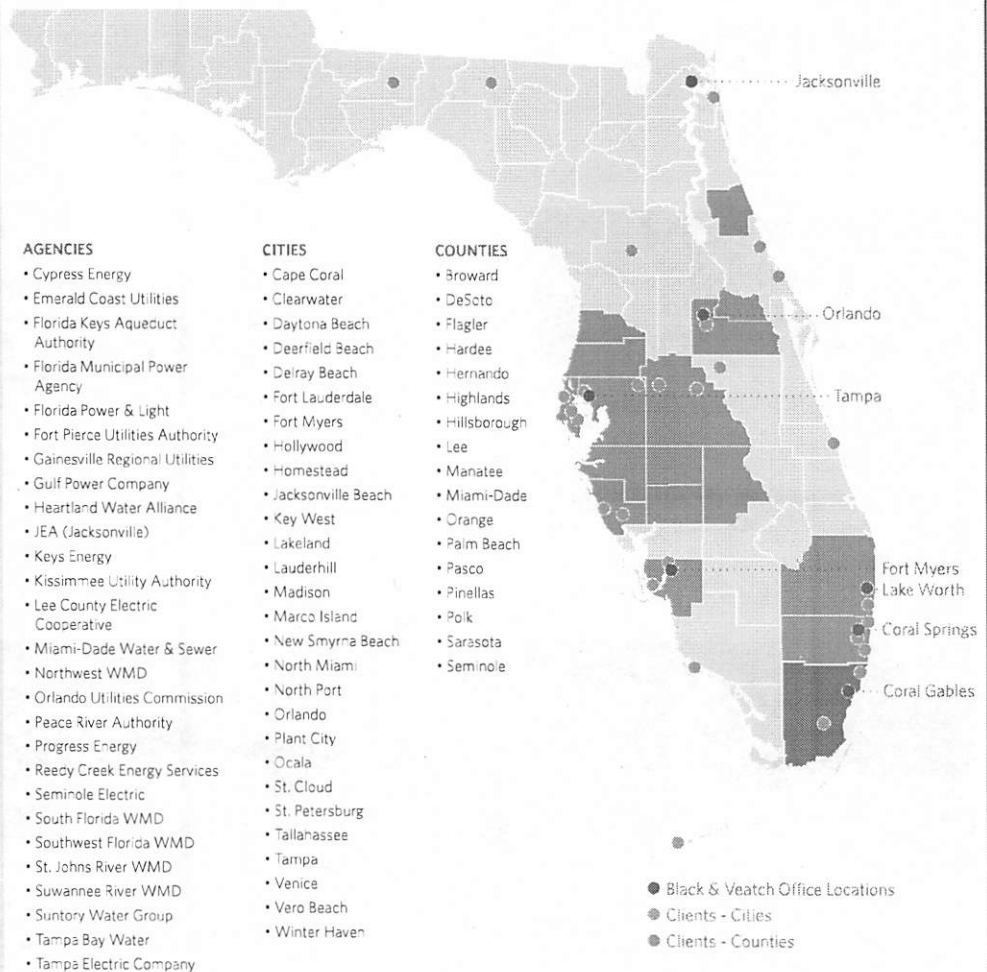 AGENCIES
• Cypress Energy
• Emerald Coast Utilities
• Florida Keys Aqueduct
Authority
• Florida Municipal Power
Agency
• Florida Power & Light
• Fort Pierce Utilities Authority
• Gainesville Regional Utilities
• Gulf Power Company
• Heartland Water Alliance
• JEA (Jacksonville)
• Keys Energy
• Kissimmee Utility Authority
• Lee County Electric
Cooperative
• Miami-Dade Water & Sewer
• Northwest WMD
• Orlando Utilities Commission
• Peace River Authority
• Progress Energy
• Reedy Creek Energy Services
• Seminole Electric
• South Florida WMD
• Southwest Florida WMD
• St. Johns River WMD
• Suwannee River WMD
• Suntory Water Group
• Tampa Bay Water
• Tampa Electric Company
CITIES
• Cape Coral
• Clearwater
• Daytona Beach
• Deerfield Beach
• Delray Beach
• Fort Lauderdale
• Fort Myers
• Hollywood
• Homestead
• Jacksonville Beach
• Key West
• Lakeland
• Lauderhill
• Madison
• Marco Island
• New Smyrna Beach
• North Miami
• North Port
• Orlando
• Plant City
• Ocala
• St. Cloud
• St. Petersburg
• Tallahassee
• Tampa
• Venice
• Vero Beach
• Winter Haven
COUNTIES
• Broward
• DeSoto
• Flagler
• Hardee
• Hernando
• Highlands
• Hillsborough
• Lee
• Manatee
• Miami-Dade
• Orange
• Palm Beach
• Pasco
• Pinellas
• Polk
• Sarasota
• Seminole
Jacksonville
Orlando
Tampa
Fort Myers
Lake Worth
Coral Springs
Coral Gables
Black & Veatch Office Locations
Clients - Cities
Clients - Counties